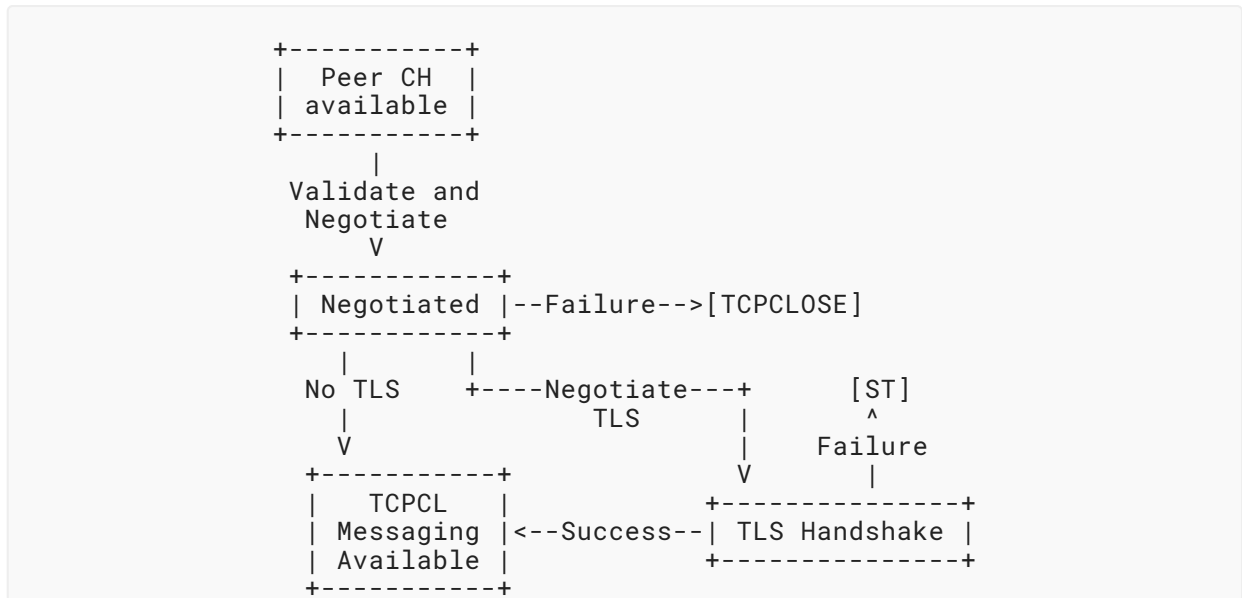 +-----------+
|  Peer CH  |
| available |
+-----------+
|
Validate and
Negotiate
V
+------------+
| Negotiated |--Failure-->[TCPCLOSE]
+------------+
|       |
No TLS    +----Negotiate---+      [ST]
|               TLS      |       ^
V                        |    Failure
+-----------+              V       |
|   TCPCL   |            +---------------+
| Messaging |<--Success--| TLS Handshake |
| Available |            +---------------+
+-----------+